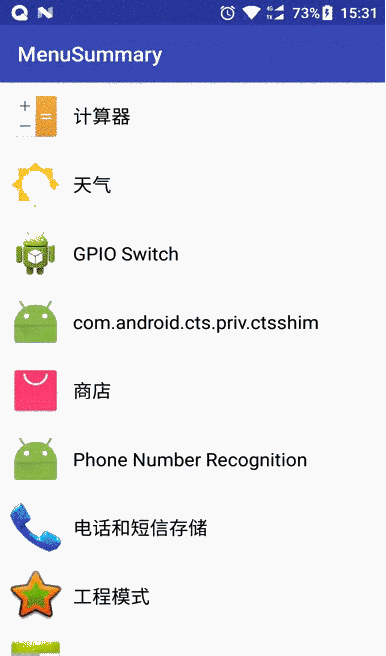 73% 15:31
MenuSummary
计算器
天气
GPIO Switch
com.android.cts.priv.ctsshim
商店
Phone Number Recognition
电话和短信存储
工程模式